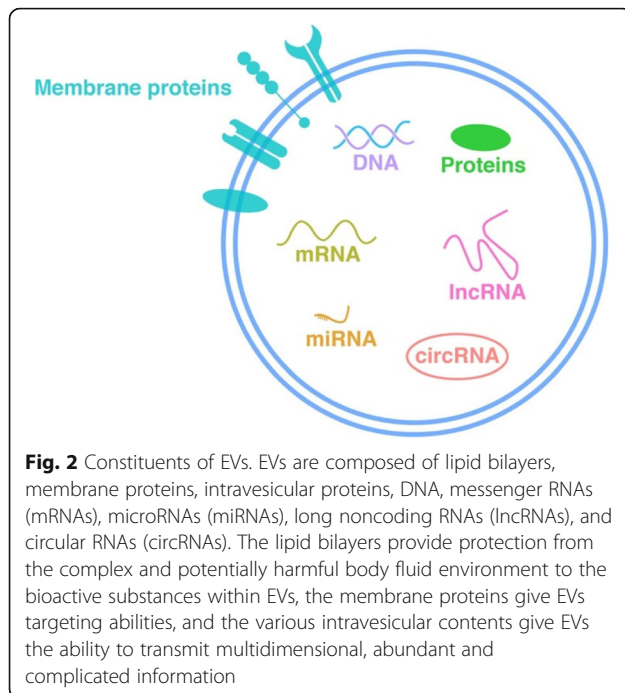 Membrane proteins
DNA
Proteins
mRNA
lncRNA
miRNA
circRNA
Fig. 2 Constituents of EVs. EVs are composed of lipid bilayers,
membrane proteins, intravesicular proteins, DNA, messenger RNAs
(mRNAs), microRNAs (miRNAs), long noncoding RNAs (lncRNAs), and
circular RNAs (circRNAs). The lipid bilayers provide protection from
the complex and potentially harmful body fluid environment to the
bioactive substances within EVs, the membrane proteins give EVs
targeting abilities, and the various intravesicular contents give EVs
the ability to transmit multidimensional, abundant and
complicated information